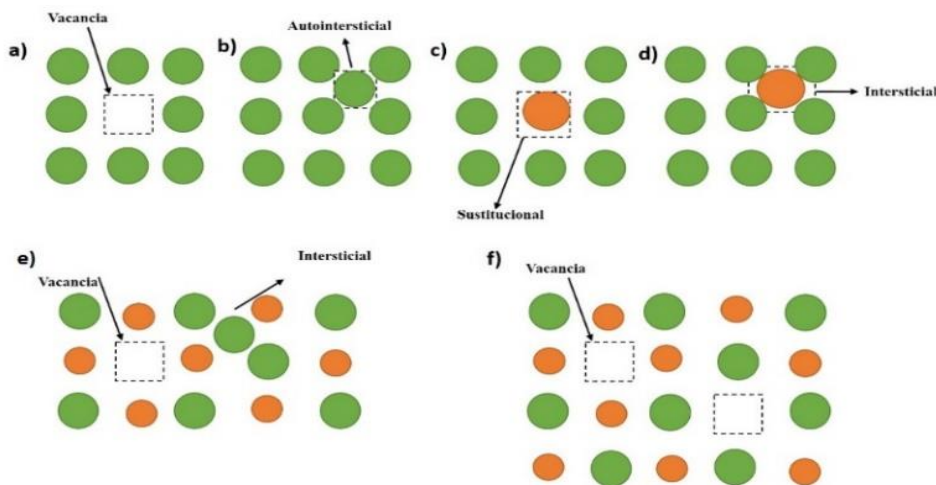 a)
Vacancia
b)
Autointersticial
c)
Sustitucional
d)
Intersticial
e)
Vacancia
Intersticial
f)
Vacancia